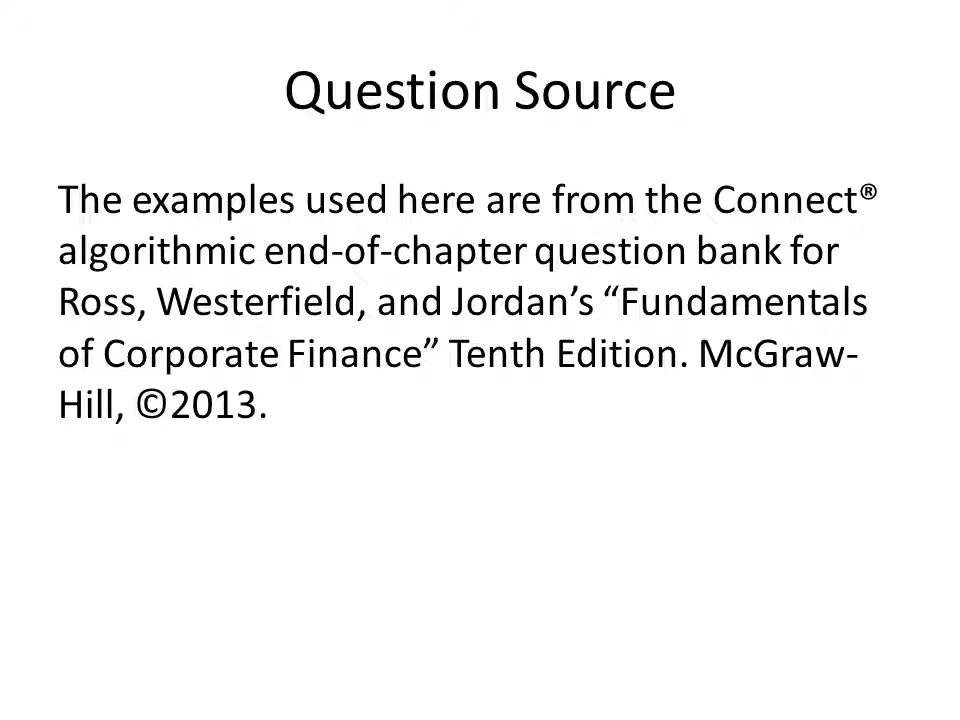 Question Source
The examples used here are from the Connect®
algorithmic end-of-chapter question bank for
Ross, Westerfield, and Jordan’s “Fundamentals
of Corporate Finance” Tenth Edition. McGraw-
Hill, ©2013.